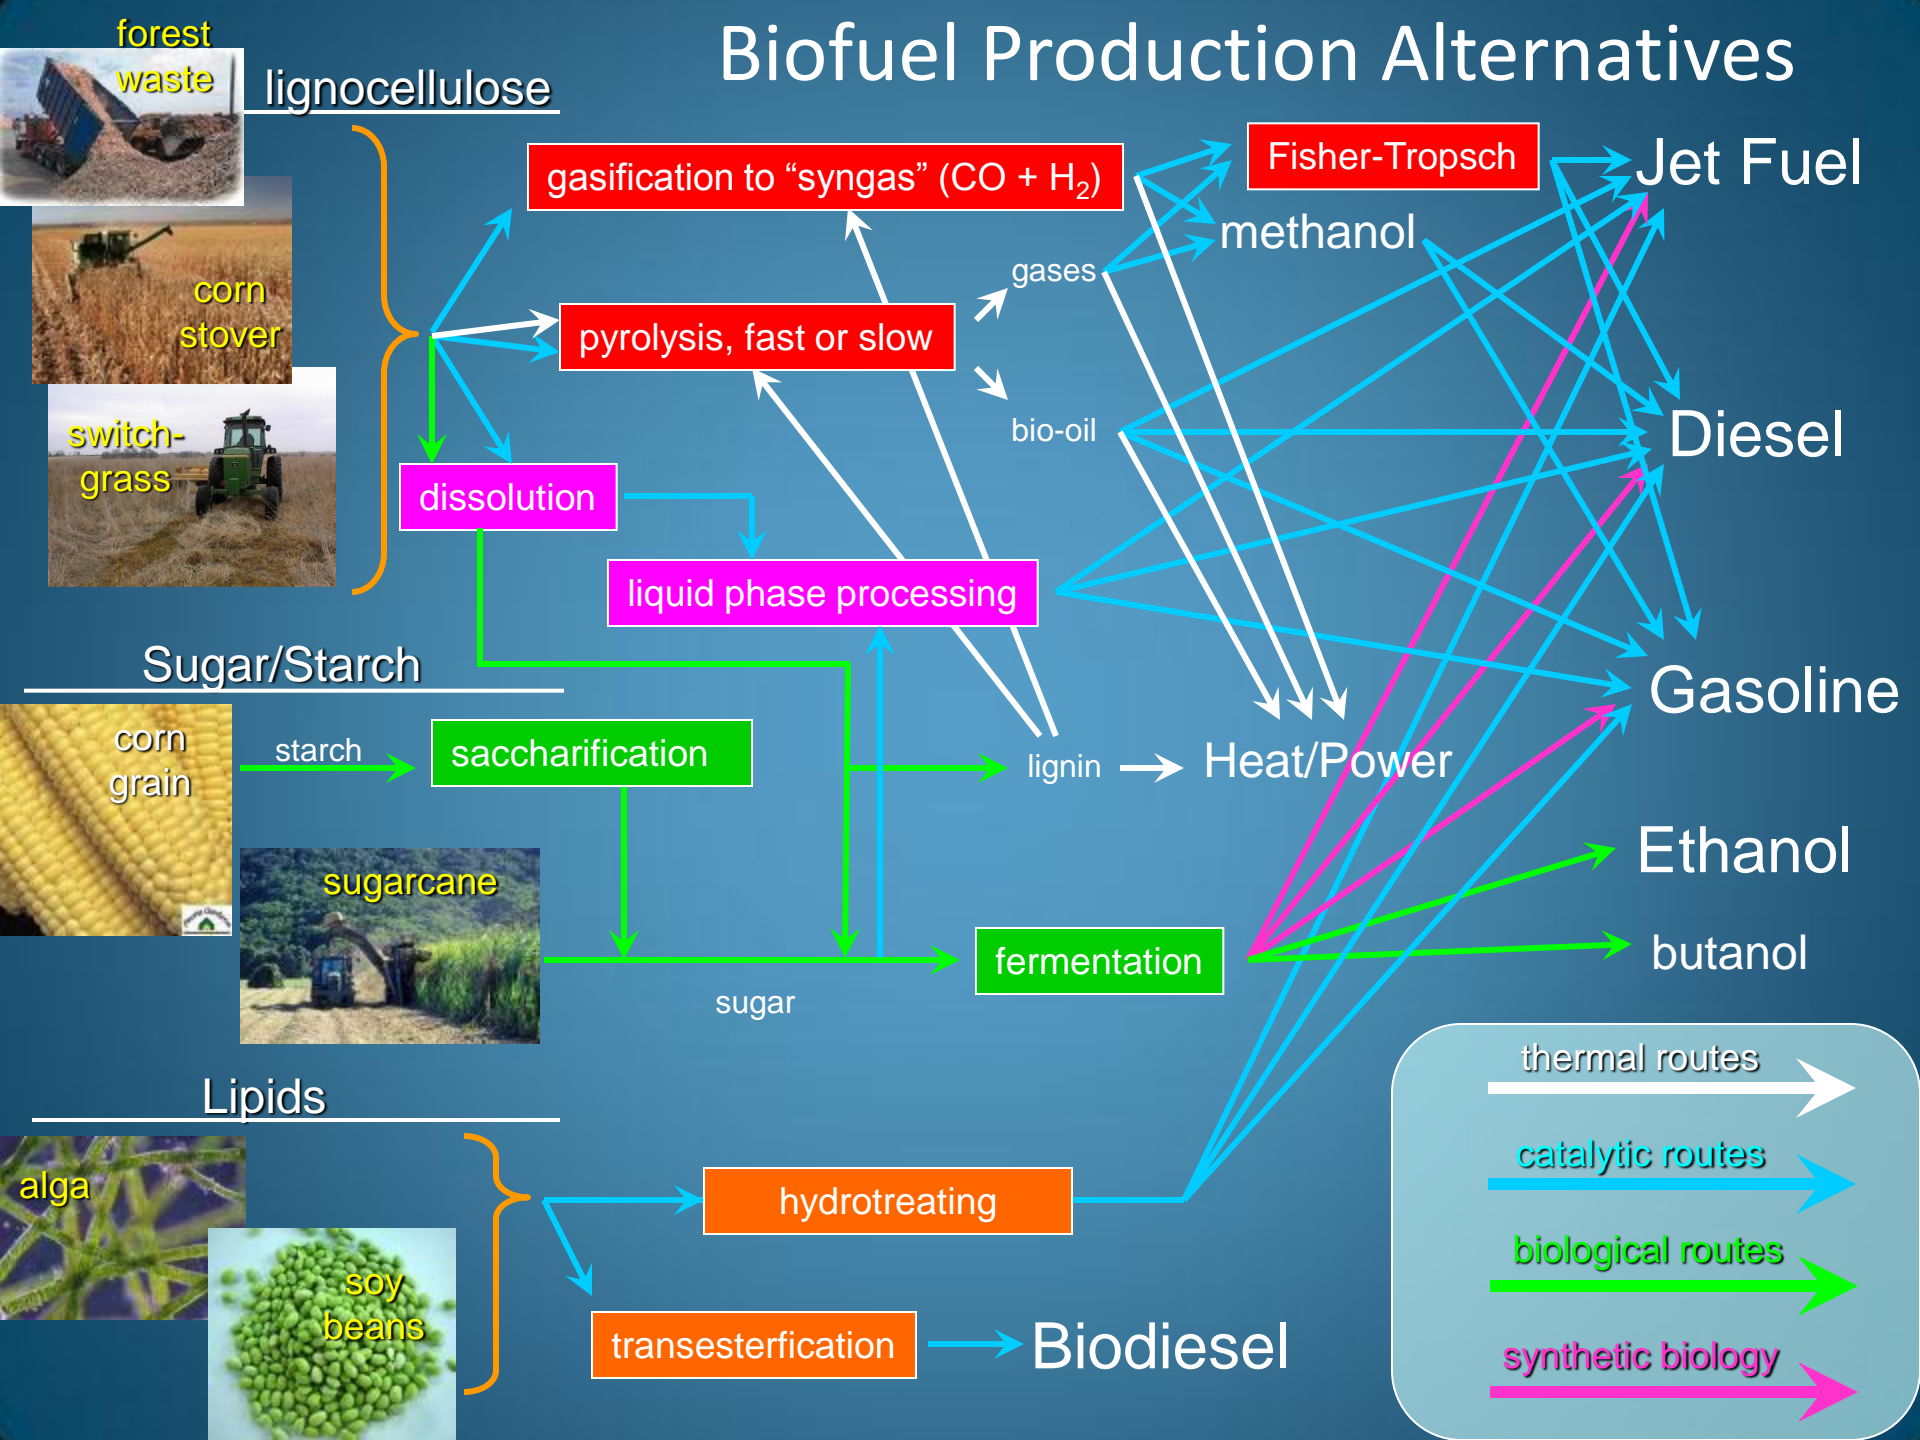 Biofuel Production Alternatives
forest
waste
lignocellulose
corn
stover
switch-
grass
gasification to “syngas” (CO + H₂)
Fisher-Tropsch
Jet Fuel
methanol
gases
pyrolysis, fast or slow
bio-oil
Diesel
dissolution
liquid phase processing
Sugar/Starch
Gasoline
corn
grain
starch
saccharification
lignin
Heat/Power
sugarcane
Ethanol
fermentation
butanol
sugar
Lipids
alga
soy
beans
hydrotreating
transesterfication
Biodiesel
thermal routes
catalytic routes
biological routes
synthetic biology